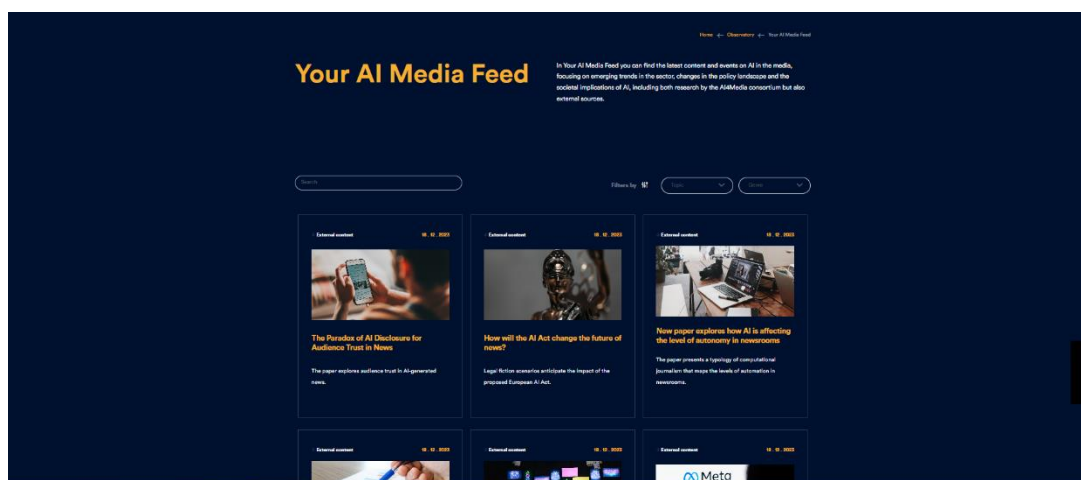 Home ← Observatory ← Your AI Media Feed
Your AI Media Feed
In Your AI Media Feed you can find the latest content and events on AI in the media,
focusing on emerging trends in the sector, changes in the policy landscape and the
societal implications of AI, including both research by the AI4Media consortium but also
external sources.
Search
Filters by
Topic
Genre
External content
External content
External content
The Paradox of AI Disclosure for
Audience Trust in News
The paper explores audience trust in AI-generated
news.
How will the AI Act change the future of
news?
Legal fiction scenarios anticipate the impact of the
proposed European AI Act.
New paper explores how AI is affecting
the level of autonomy in newsrooms
The paper presents a typology of computational
journalism that maps the levels of automation in
newsrooms.
External content
External content
External content
Meta